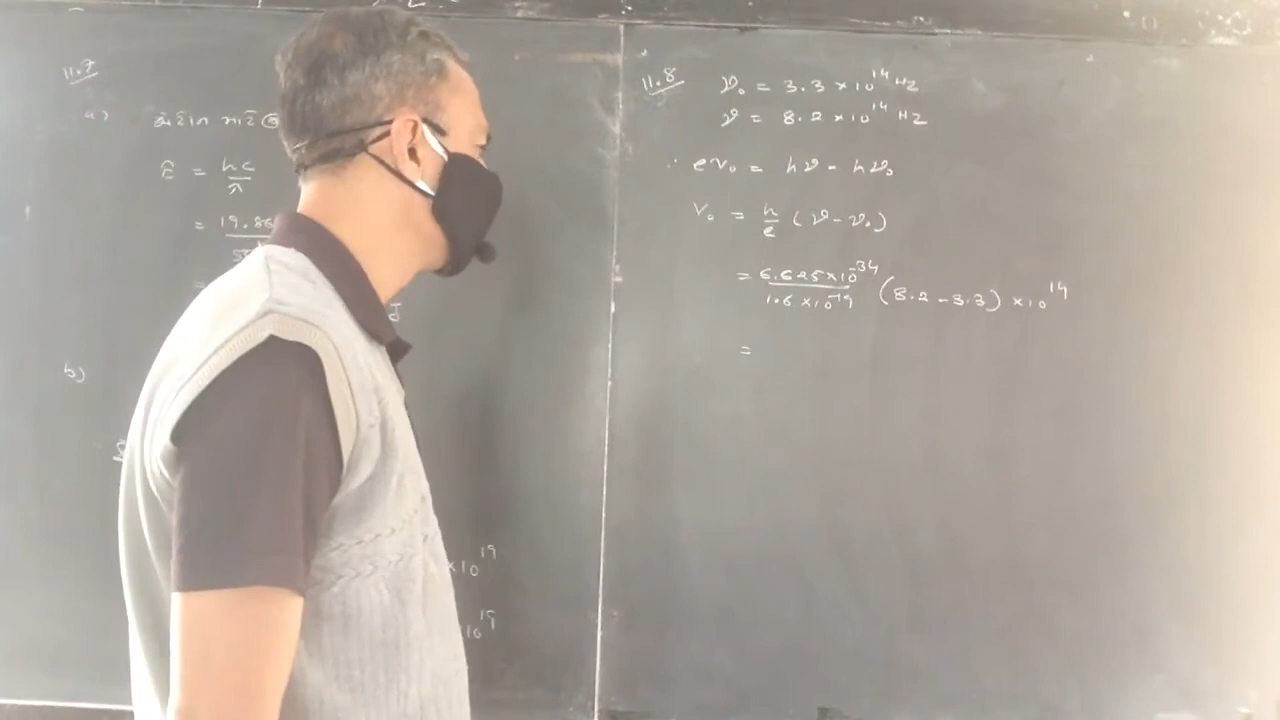 11.7
a)
E = hc/λ
= 19.86
=
J
b)
×10¹⁹
10¹⁹
11.8 ν₀ = 3.3 × 10¹⁴ Hz
ν = 8.2 × 10¹⁴ Hz
∴ eV₀ = hν - hν₀
V₀ = h/e (ν - ν₀)
= 6.625×10⁻³⁴ / 1.6 ×10⁻¹⁹ (8.2 - 3.3) ×10¹⁴
=